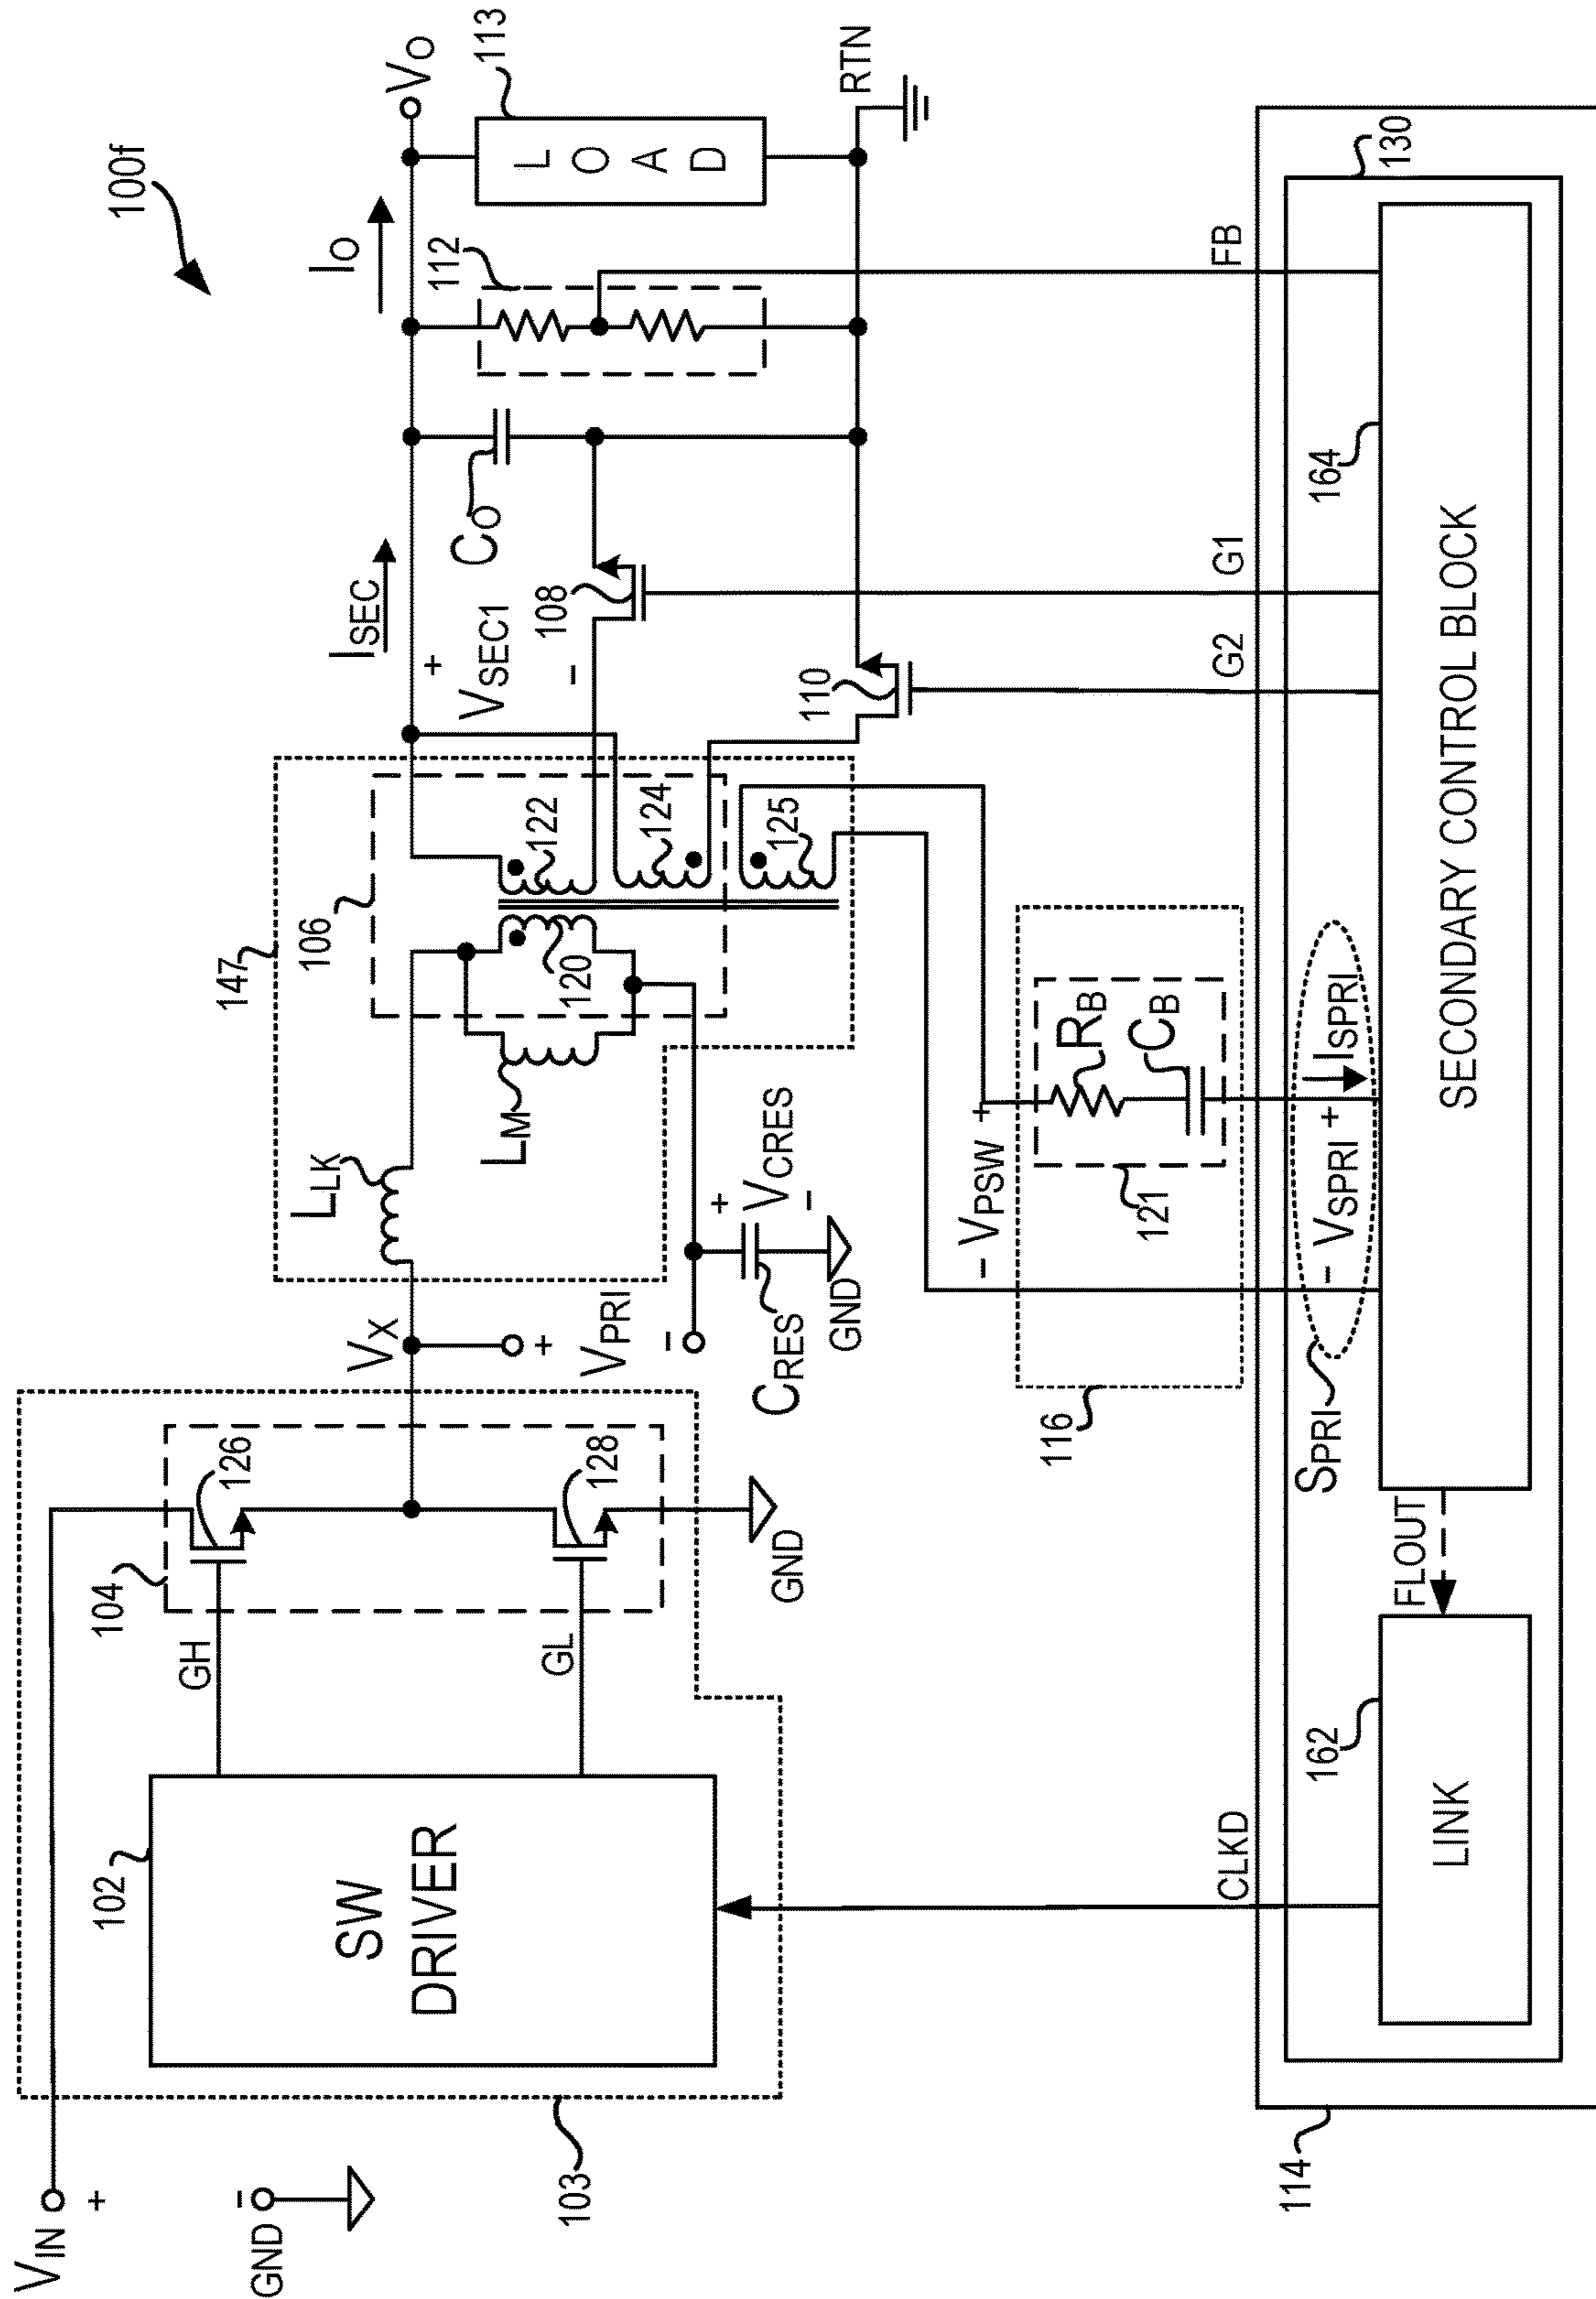 100f
VIN
+
-
GND
103
102
SW
DRIVER
GH
GL
104
126
128
GND
VX
+
VPRI
-
CRES
GND
+
VCRES
-
LLK
LM
147
106
120
122
124
125
ISEC
+
VSEC1
-
CO
108
110
IO
112
VO
113
LOAD
RTN
- VPSW +
116
121
RB
CB
CLKD
G2
G1
FB
SPRI
- VSPRI +
ISPRI
114
130
162
LINK
FLOUT
164
SECONDARY CONTROL BLOCK